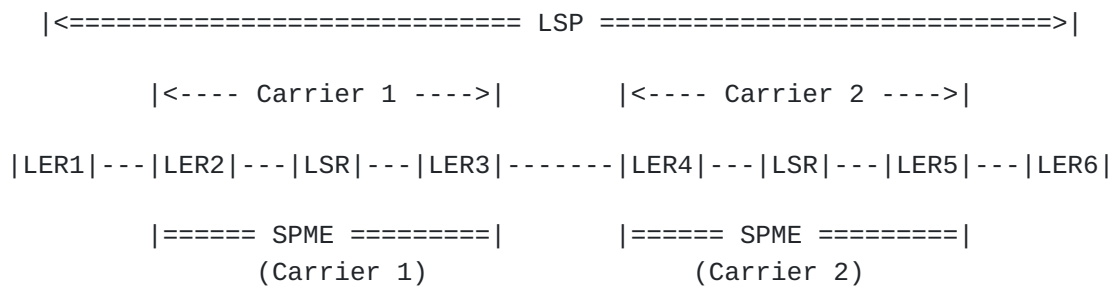 |<============================= LSP =============================>|
|<---- Carrier 1 ---->| |<---- Carrier 2 ---->|
|LER1|---|LER2|---|LSR|---|LER3|-------|LER4|---|LSR|---|LER5|---|LER6|
|====== SPME =========| |====== SPME =========|
(Carrier 1) (Carrier 2)